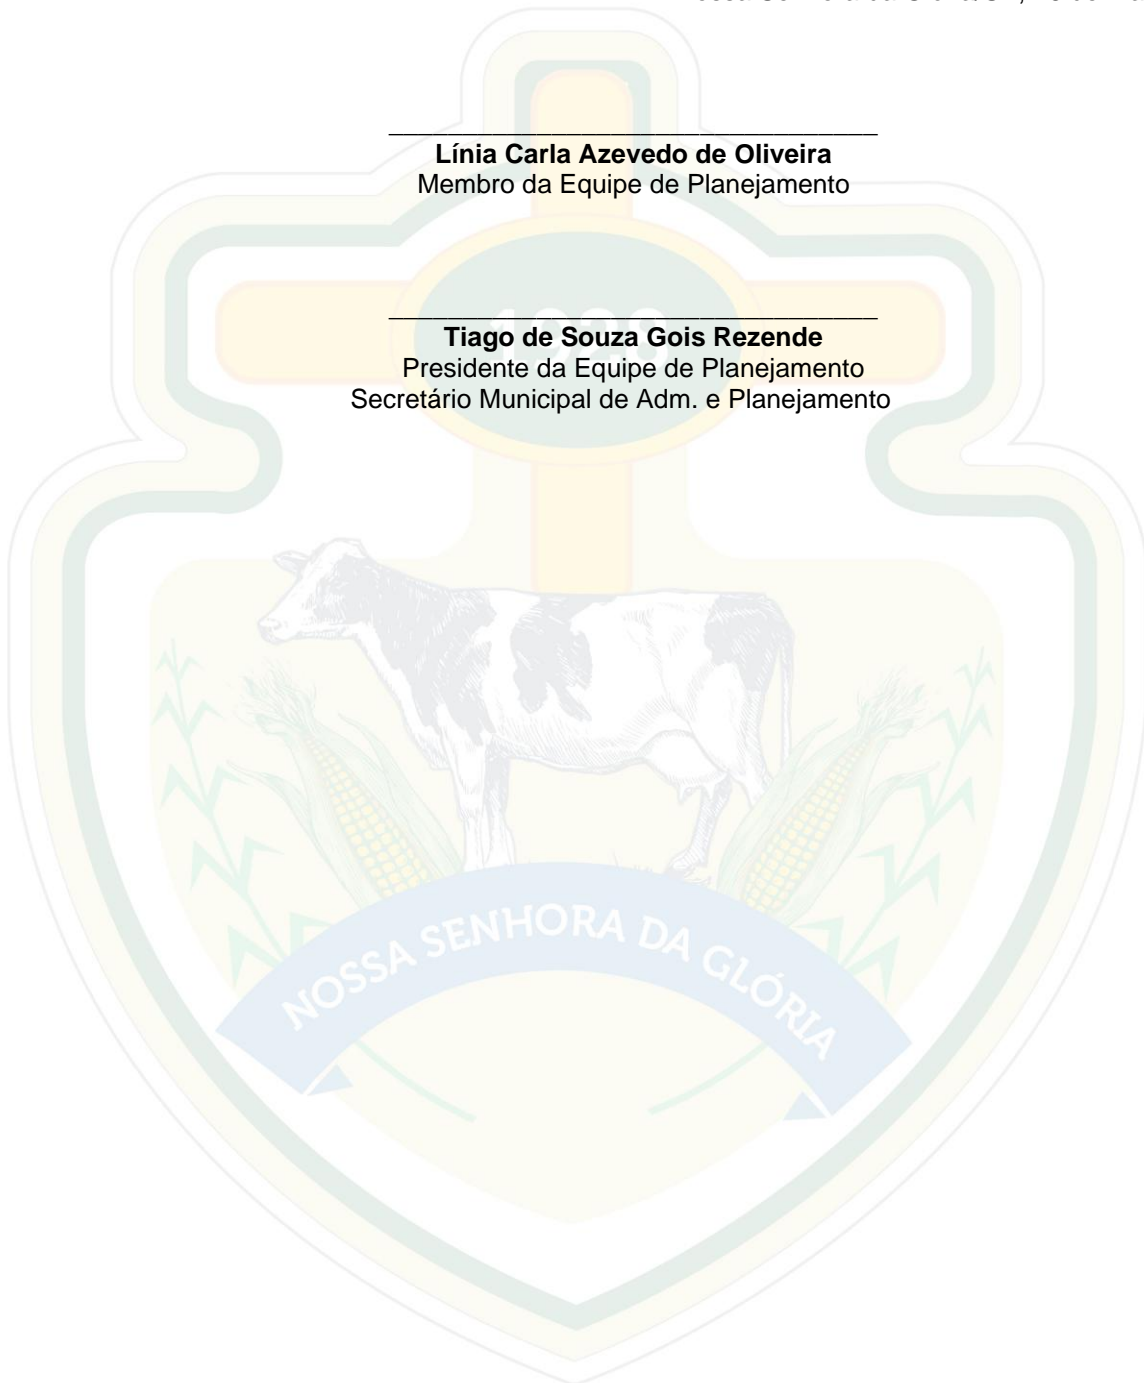 Línia Carla Azevedo de Oliveira
Membro da Equipe de Planejamento
Tiago de Souza Gois Rezende
Presidente da Equipe de Planejamento
Secretário Municipal de Adm. e Planejamento
1928
NOSSA SENHORA DA GLÓRIA